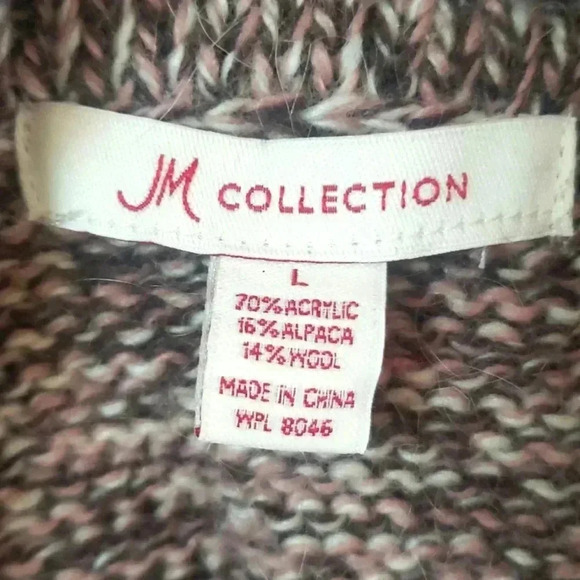 JM COLLECTION
L
70% ACRYLIC
16% ALPACA
14% WOOL
MADE IN CHINA
WPL 8046